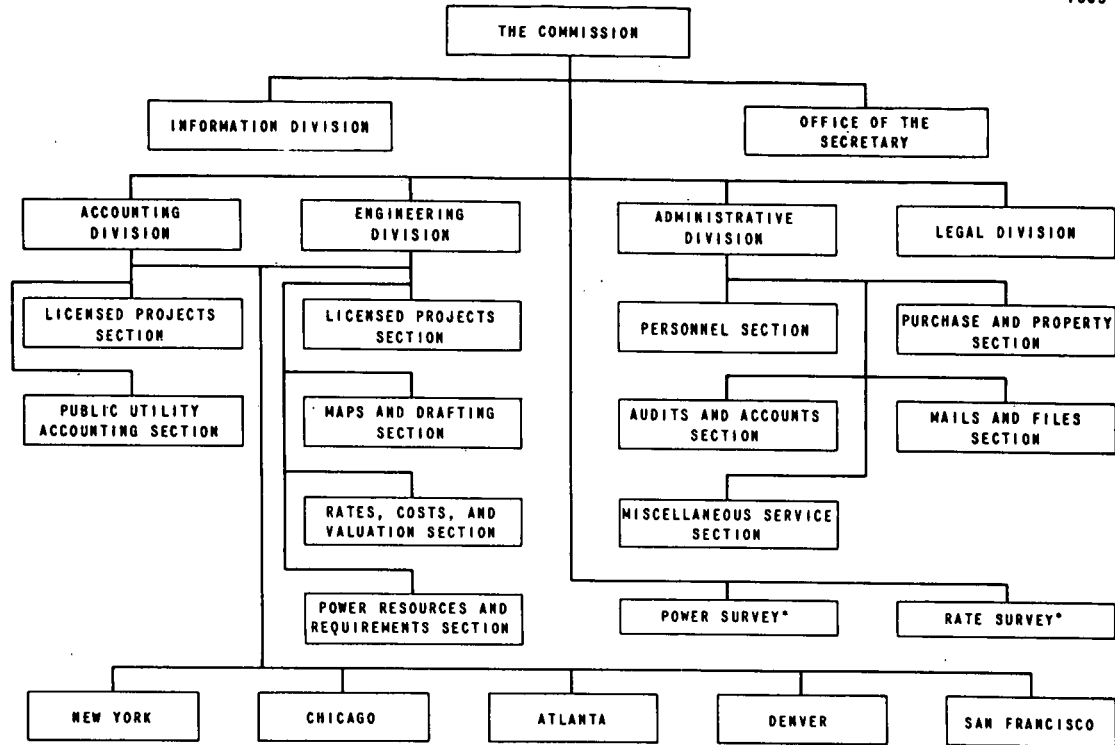 THE COMMISSION
INFORMATION DIVISION
OFFICE OF THE
SECRETARY
ACCOUNTING
DIVISION
ENGINEERING
DIVISION
ADMINISTRATIVE
DIVISION
LEGAL DIVISION
LICENSED PROJECTS
SECTION
LICENSED PROJECTS
SECTION
PERSONNEL SECTION
PURCHASE AND PROPERTY
SECTION
PUBLIC UTILITY
ACCOUNTING SECTION
MAPS AND DRAFTING
SECTION
AUDITS AND ACCOUNTS
SECTION
MAILS AND FILES
SECTION
RATES, COSTS, AND
VALUATION SECTION
MISCELLANEOUS SERVICE
SECTION
POWER RESOURCES AND
REQUIREMENTS SECTION
POWER SURVEY*
RATE SURVEY*
NEW YORK
CHICAGO
ATLANTA
DENVER
SAN FRANCISCO